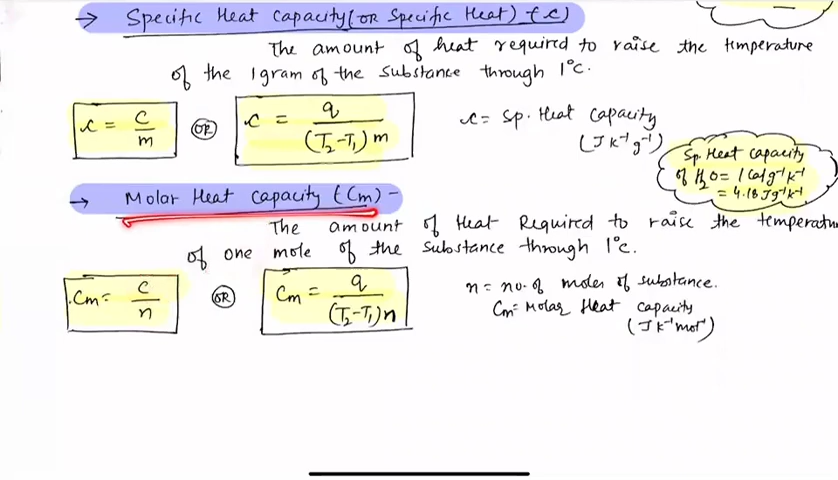 → Specific Heat Capacity (OR Specific Heat) (c)
The amount of heat required to raise the temperature
of the 1 gram of the substance through 1°C.
c = C/m OR c = q/(T₂-T₁)m
c = Sp. Heat Capacity
(J k⁻¹ g⁻¹)
Sp. Heat Capacity
of H₂O = 1 Cal g⁻¹ k⁻¹
= 4.18 J g⁻¹ k⁻¹
→ Molar Heat Capacity (Cm) -
The amount of Heat Required to raise the temperatu
of one mole of the substance through 1°C.
Cm = C/n OR Cm = q/(T₂-T₁)n
n = no. of moles of substance.
Cm = Molar Heat Capacity
(J k⁻¹ mol⁻¹)